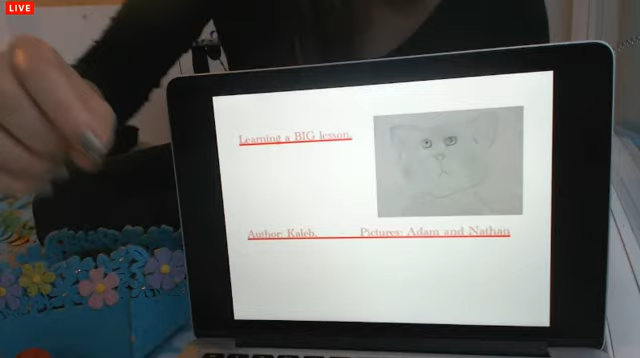 LIVE
Learning a BIG lesson.
Author: Kaleb. Pictures: Adam and Nathan